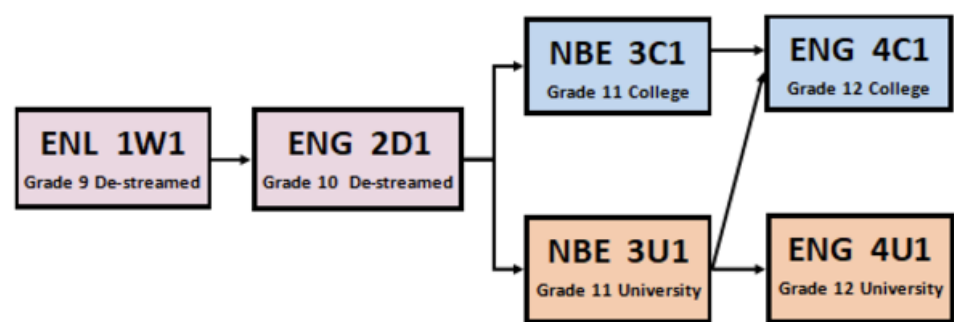 ENL 1W1
Grade 9 De-streamed
ENG 2D1
Grade 10 De-streamed
NBE 3C1
Grade 11 College
ENG 4C1
Grade 12 College
NBE 3U1
Grade 11 University
ENG 4U1
Grade 12 University